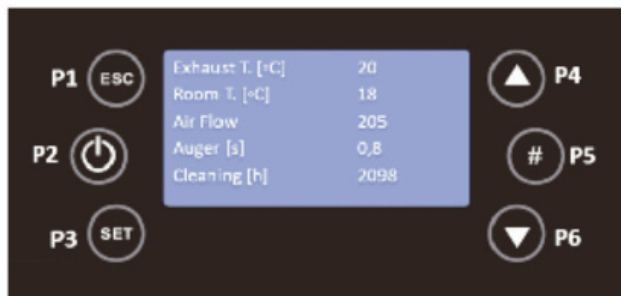 P1 ESC
Exhaust T. [°C] 20
P4
Room T. [°C] 18
Air Flow 205
P2
Auger [s] 0,8
# P5
Cleaning [h] 2098
P3 SET
P6